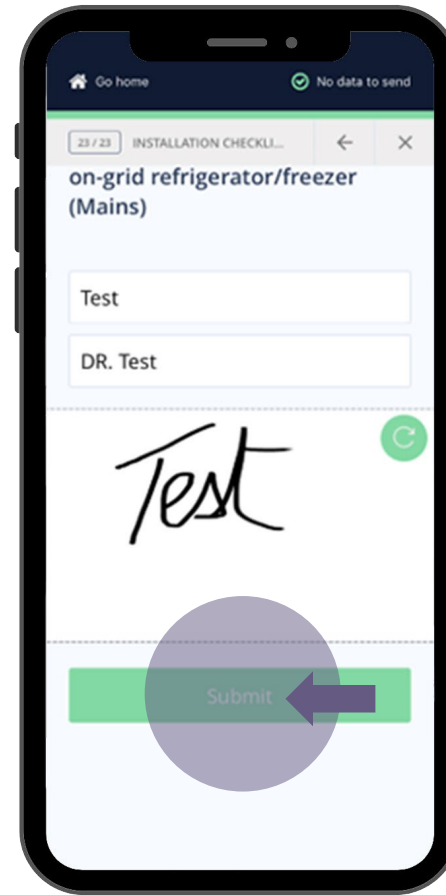 Go home No data to send
23 / 23 INSTALLATION CHECKLI...
on-grid refrigerator/freezer
(Mains)
Test
DR. Test
Test
Submit